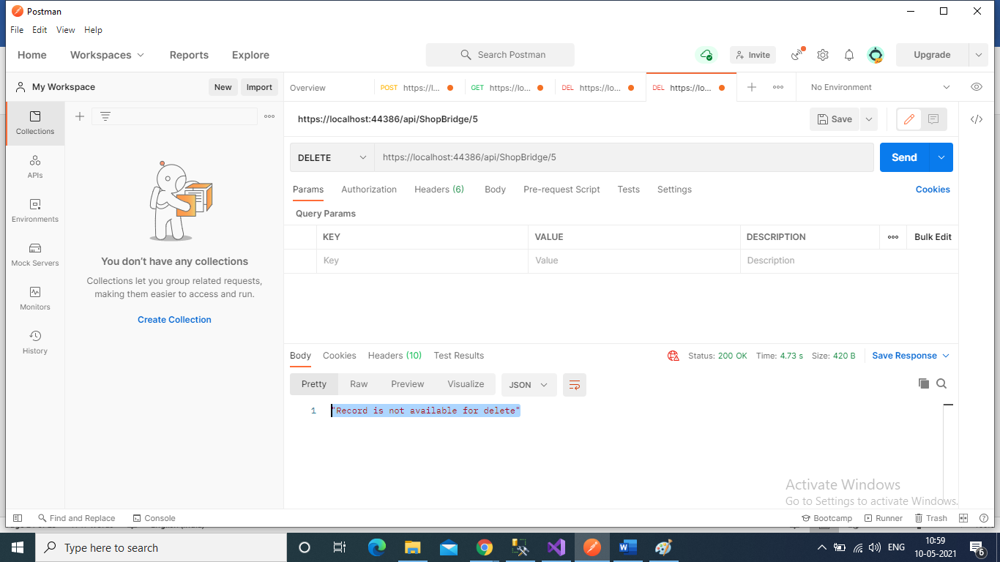 Postman
File Edit View Help
Home Workspaces Reports Explore Search Postman Invite Upgrade
My Workspace New Import
Overview POST https://l... GET https://lo... DEL https://lo... DEL https://lo... No Environment
https://localhost:44386/api/ShopBridge/5 Save
Collections
APIs
Environments
Mock Servers
Monitors
History
You don't have any collections
Collections let you group related requests,
making them easier to access and run.
Create Collection
DELETE https://localhost:44386/api/ShopBridge/5 Send
Params Authorization Headers (6) Body Pre-request Script Tests Settings Cookies
Query Params
KEY VALUE DESCRIPTION Bulk Edit
Key Value Description
Body Cookies Headers (10) Test Results Status: 200 OK Time: 4.73 s Size: 420 B Save Response
Pretty Raw Preview Visualize JSON
1 "Record is not available for delete"
Activate Windows
Go to Settings to activate Windows.
Find and Replace Console Bootcamp Runner Trash
Type here to search ENG 10:59
10-05-2021 6